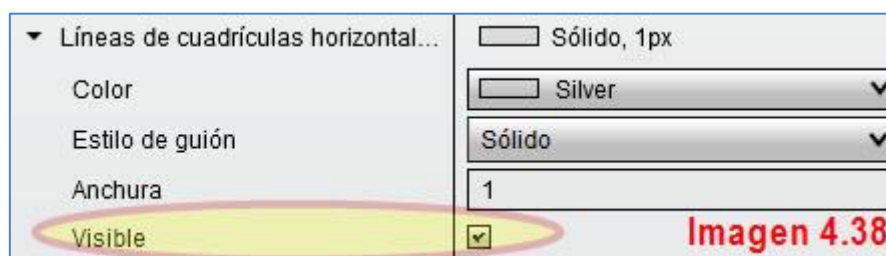 Líneas de cuadrículas horizontal... Sólido, 1px
Color Silver
Estilo de guión Sólido
Anchura 1
Visible Imagen 4.38